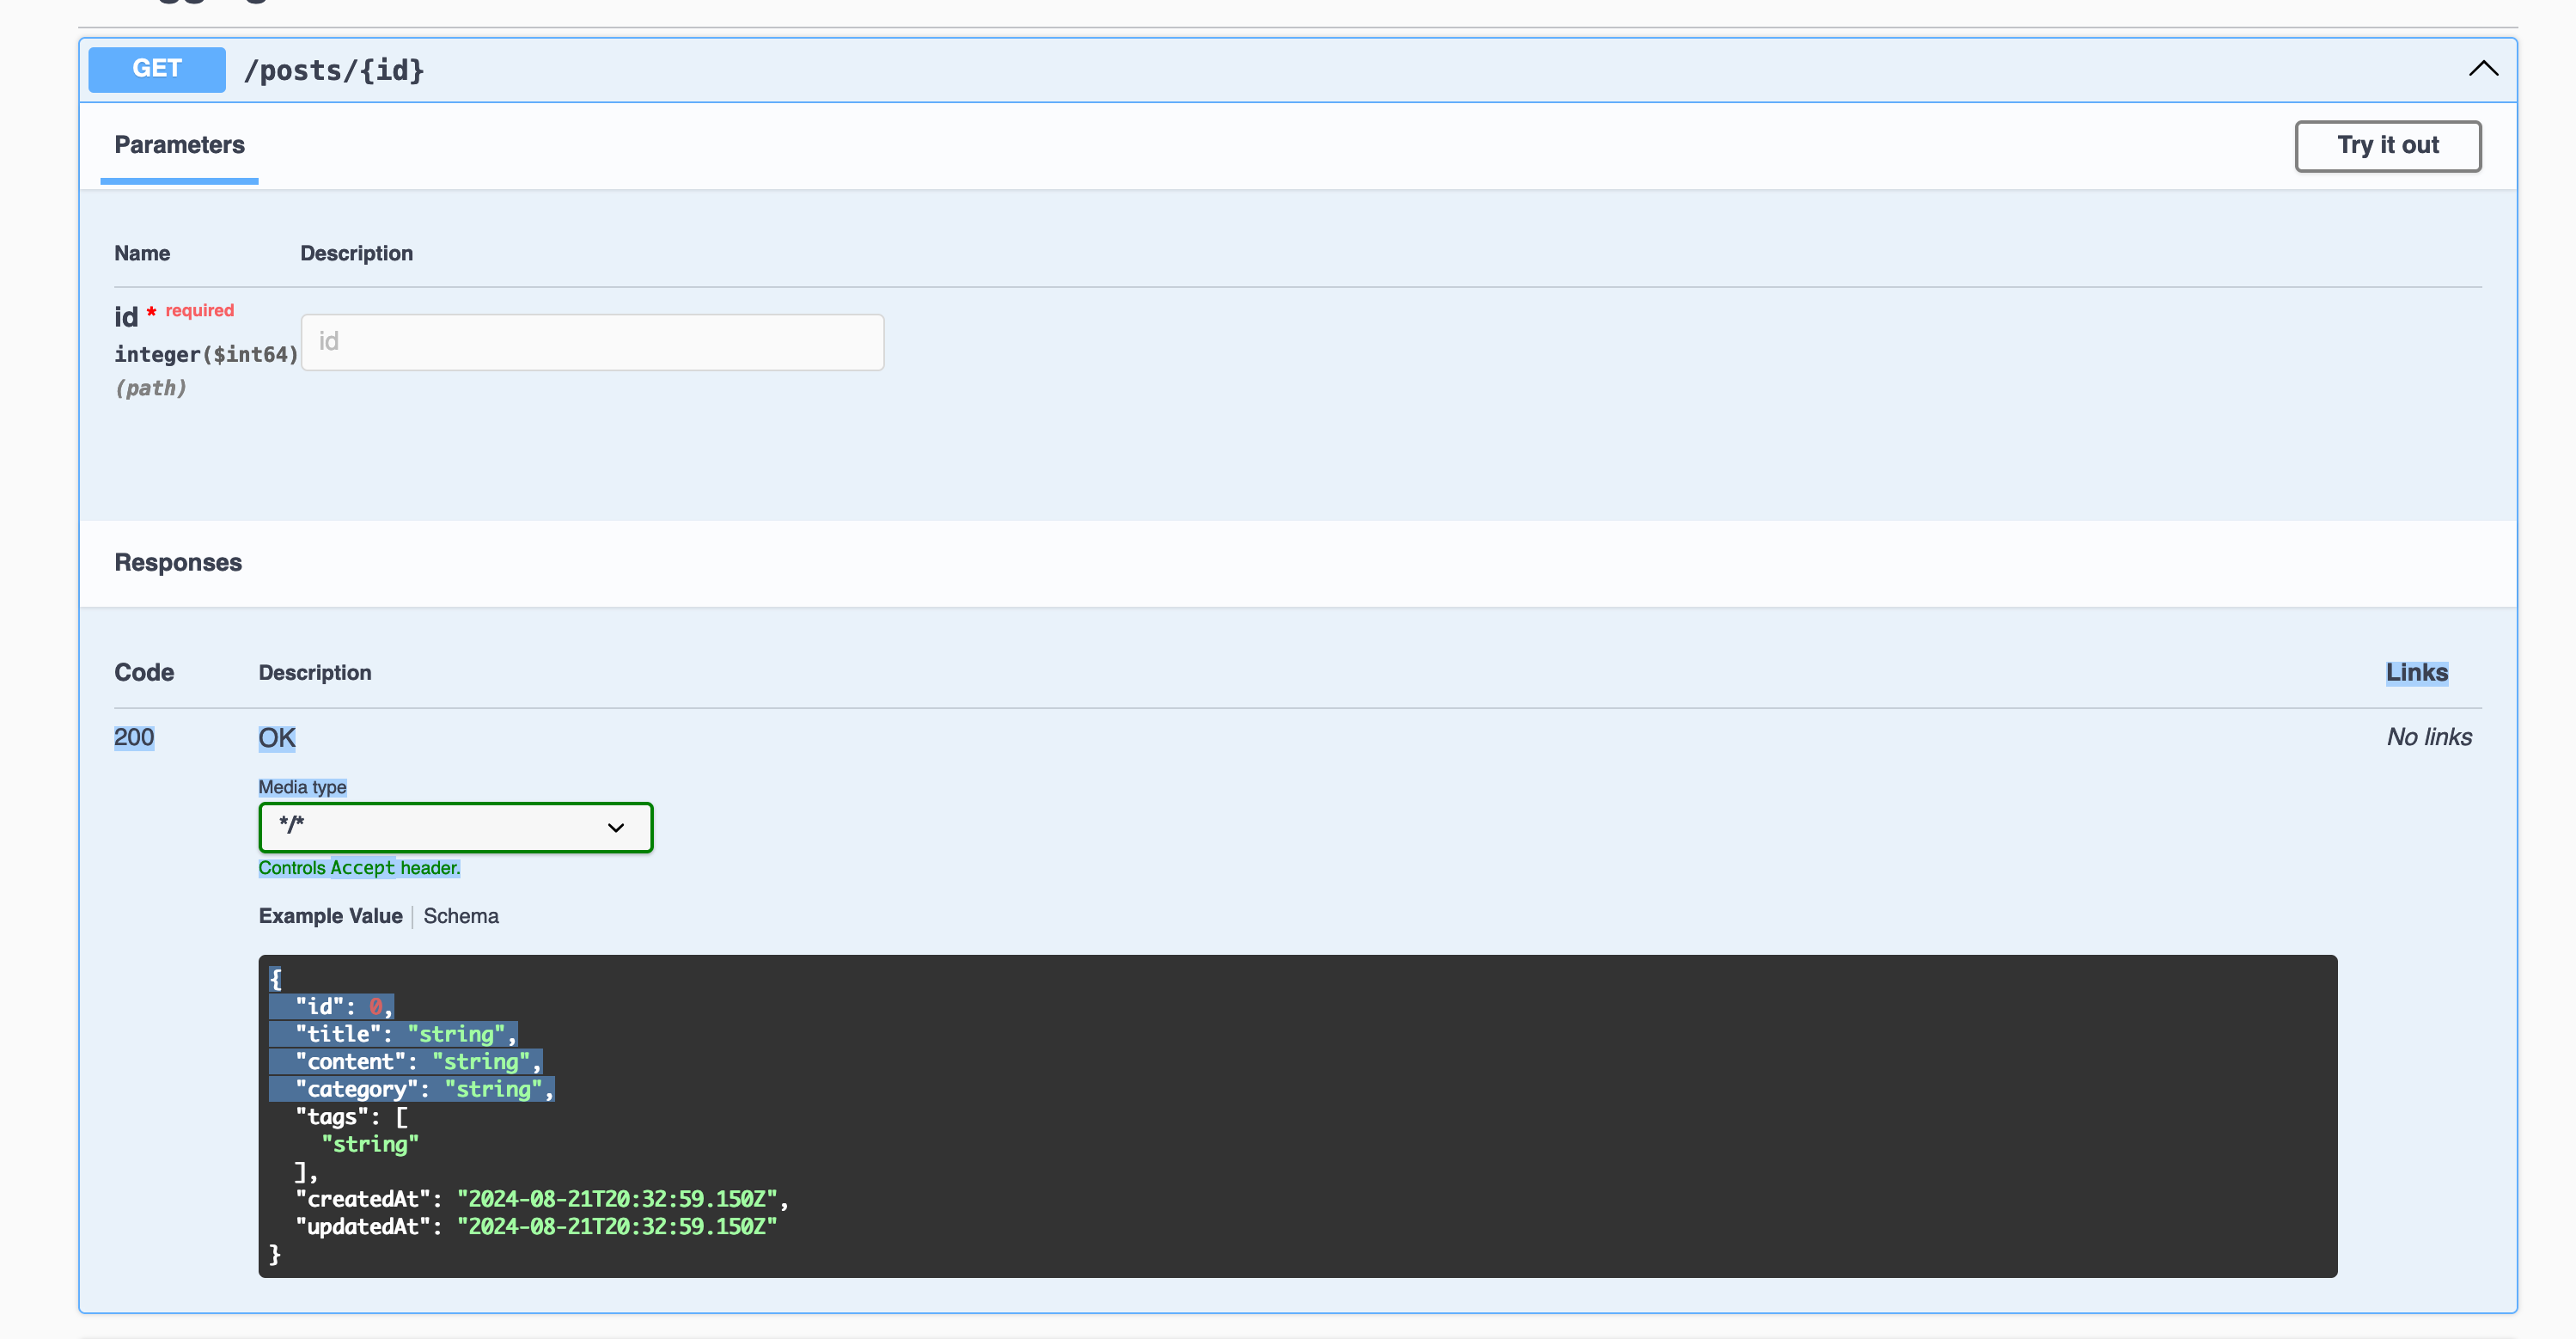 GET /posts/{id}
Parameters
Try it out
Name Description
id * required
integer($int64)
(path)
id
Responses
Code Description Links
200 OK No links
Media type
*/*
Controls Accept header.
Example Value | Schema
{
  "id": 0,
  "title": "string",
  "content": "string",
  "category": "string",
  "tags": [
    "string"
  ],
  "createdAt": "2024-08-21T20:32:59.150Z",
  "updatedAt": "2024-08-21T20:32:59.150Z"
}